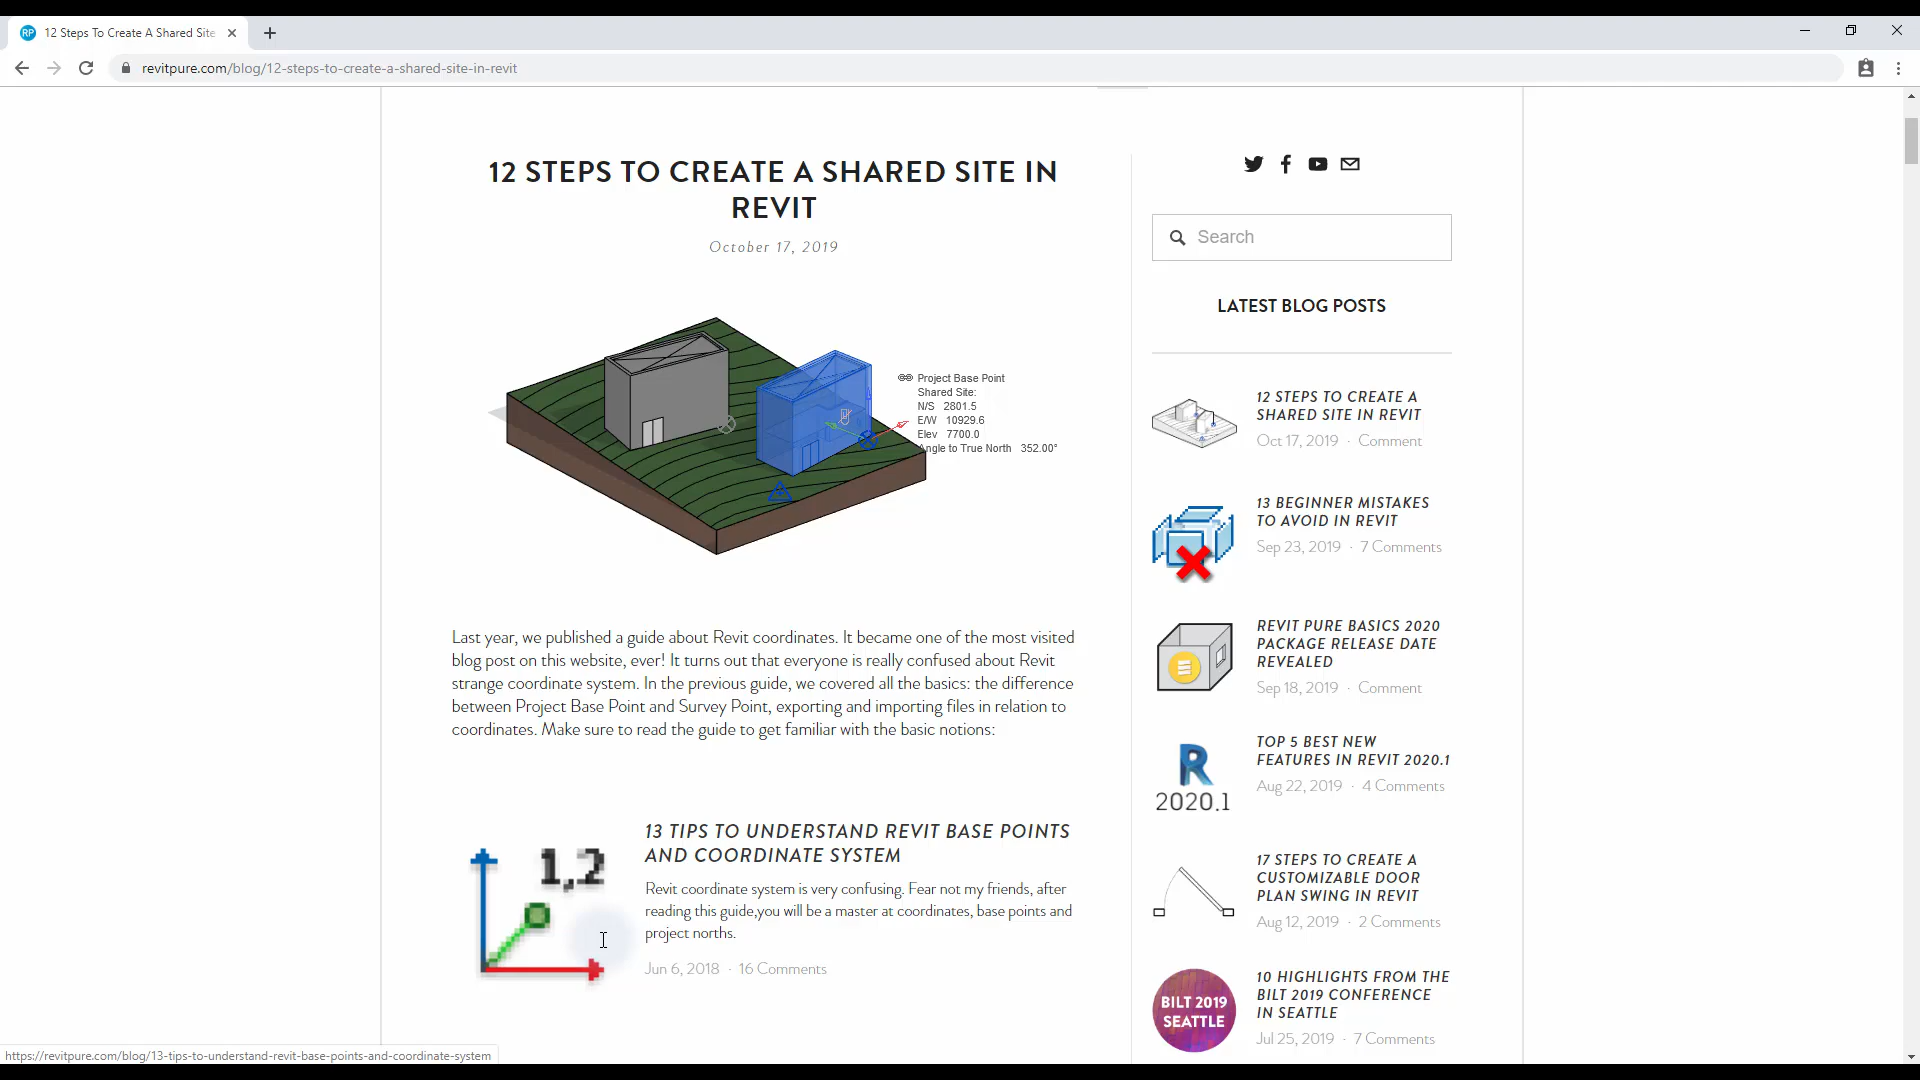 RP
12 Steps To Create A Shared Site
revitpure.com/blog/12-steps-to-create-a-shared-site-in-revit
12 STEPS TO CREATE A SHARED SITE IN
REVIT
October 17, 2019
Project Base Point
Shared Site:
N/S 2801.5
E/W 10929.6
Elev 7700.0
Angle to True North 352.00°
Last year, we published a guide about Revit coordinates. It became one of the most visited
blog post on this website, ever! It turns out that everyone is really confused about Revit
strange coordinate system. In the previous guide, we covered all the basics: the difference
between Project Base Point and Survey Point, exporting and importing files in relation to
coordinates. Make sure to read the guide to get familiar with the basic notions:
1,2
13 TIPS TO UNDERSTAND REVIT BASE POINTS
AND COORDINATE SYSTEM
Revit coordinate system is very confusing. Fear not my friends, after
reading this guide,you will be a master at coordinates, base points and
project norths.
Jun 6, 2018 · 16 Comments
Search
LATEST BLOG POSTS
12 STEPS TO CREATE A
SHARED SITE IN REVIT
Oct 17, 2019 · Comment
13 BEGINNER MISTAKES
TO AVOID IN REVIT
Sep 23, 2019 · 7 Comments
REVIT PURE BASICS 2020
PACKAGE RELEASE DATE
REVEALED
Sep 18, 2019 · Comment
R
2020.1
TOP 5 BEST NEW
FEATURES IN REVIT 2020.1
Aug 22, 2019 · 4 Comments
17 STEPS TO CREATE A
CUSTOMIZABLE DOOR
PLAN SWING IN REVIT
Aug 12, 2019 · 2 Comments
BILT 2019
SEATTLE
10 HIGHLIGHTS FROM THE
BILT 2019 CONFERENCE
IN SEATTLE
Jul 25, 2019 · 7 Comments
https://revitpure.com/blog/13-tips-to-understand-revit-base-points-and-coordinate-system